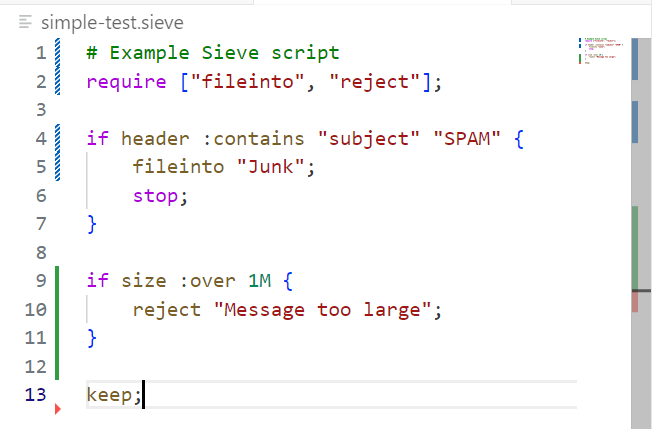 simple-test.sieve
1 # Example Sieve script
2 require ["fileinto", "reject"];
3
4 if header :contains "subject" "SPAM" {
5     fileinto "Junk";
6     stop;
7 }
8
9 if size :over 1M {
10     reject "Message too large";
11 }
12
13 keep;